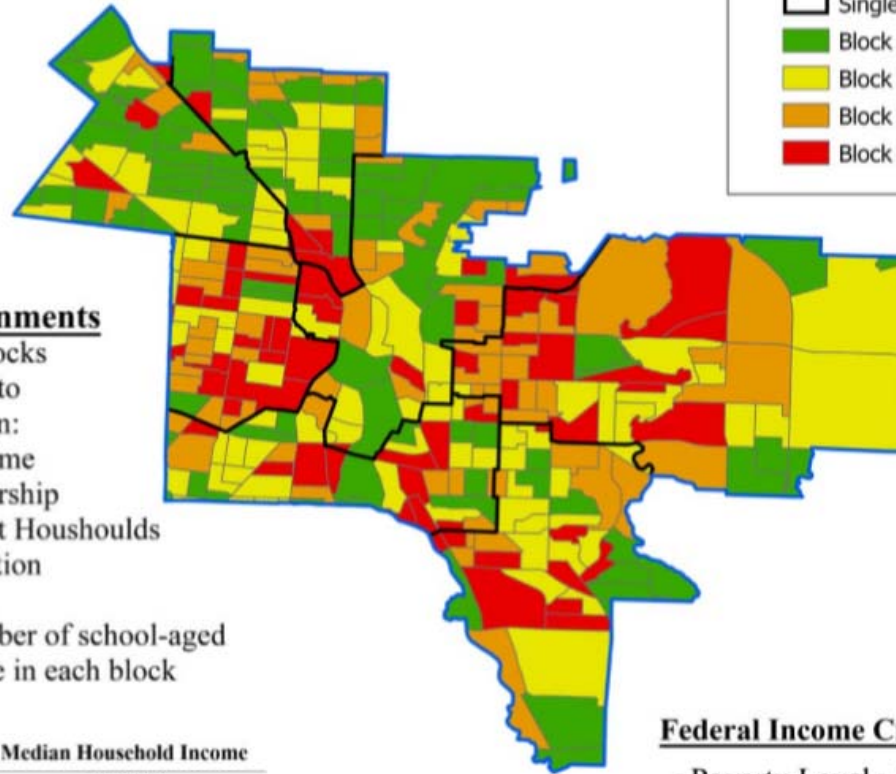 Single
Block
Block
Block
Block
nments
ocks
to
n:
me
rship
t Houshoulds
tion
ber of school-aged
e in each block
Median Household Income
Federal Income C